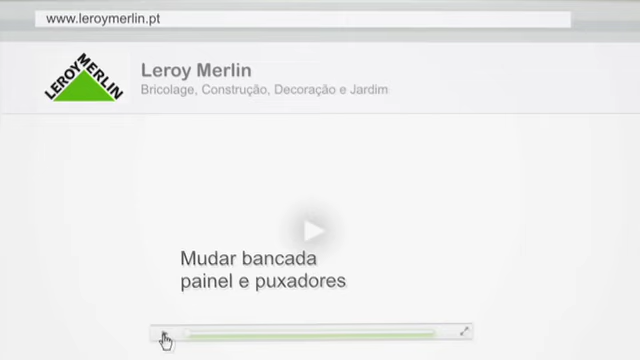 www.leroymerlin.pt
LEROY MERLIN
Leroy Merlin
Bricolage, Construção, Decoração e Jardim
Mudar bancada
painel e puxadores